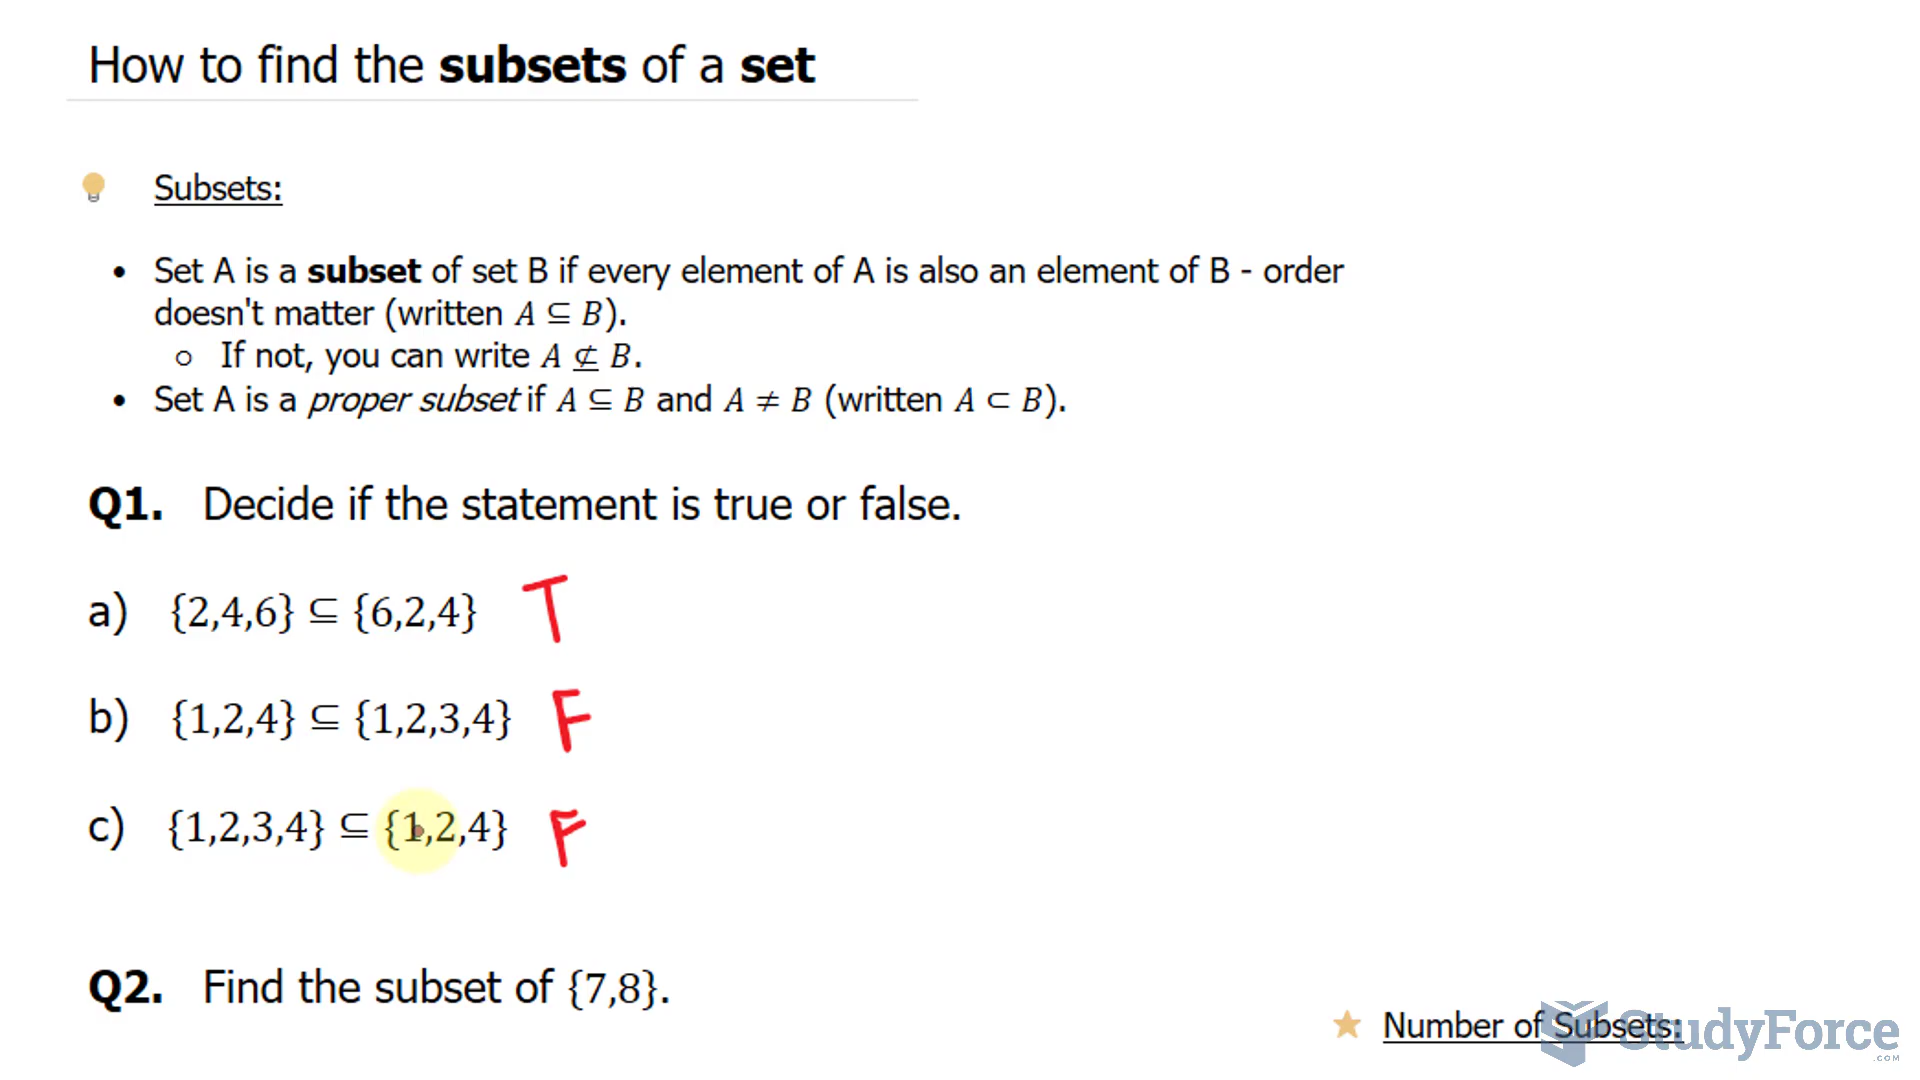 How to find the subsets of a set
Subsets:
• Set A is a subset of set B if every element of A is also an element of B - order
doesn't matter (written A ⊆ B).
○ If not, you can write A ⊈ B.
• Set A is a proper subset if A ⊆ B and A ≠ B (written A ⊂ B).
Q1. Decide if the statement is true or false.
a) {2,4,6} ⊆ {6,2,4} T
b) {1,2,4} ⊆ {1,2,3,4} F
c) {1,2,3,4} ⊆ {1,2,4} F
Q2. Find the subset of {7,8}.
Number of Subsets:
StudyForce
.COM